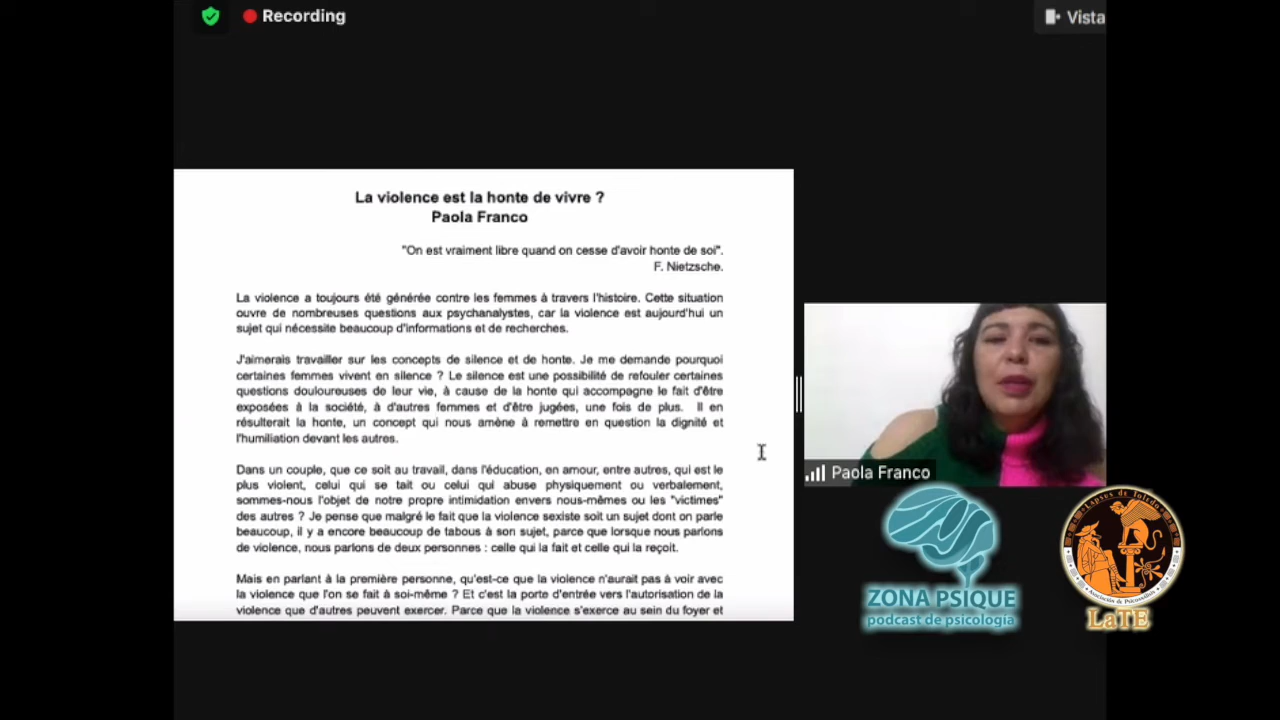 Recording
Vista
La violence est la honte de vivre ?
Paola Franco
"On est vraiment libre quand on cesse d'avoir honte de soi".
F. Nietzsche.
La violence a toujours été générée contre les femmes à travers l'histoire. Cette situation
ouvre de nombreuses questions aux psychanalystes, car la violence est aujourd'hui un
sujet qui nécessite beaucoup d'informations et de recherches.
J'aimerais travailler sur les concepts de silence et de honte. Je me demande pourquoi
certaines femmes vivent en silence ? Le silence est une possibilité de refouler certaines
questions douloureuses de leur vie, à cause de la honte qui accompagne le fait d'être
exposées à la société, à d'autres femmes et d'être jugées, une fois de plus. Il en
résulterait la honte, un concept qui nous amène à remettre en question la dignité et
l'humiliation devant les autres.
Dans un couple, que ce soit au travail, dans l'éducation, en amour, entre autres, qui est le
plus violent, celui qui se tait ou celui qui abuse physiquement ou verbalement,
sommes-nous l'objet de notre propre intimidation envers nous-mêmes ou les "victimes"
des autres ? Je pense que malgré le fait que la violence sexiste soit un sujet dont on parle
beaucoup, il y a encore beaucoup de tabous à son sujet, parce que lorsque nous parlons
de violence, nous parlons de deux personnes : celle qui la fait et celle qui la reçoit.
Mais en parlant à la première personne, qu'est-ce que la violence n'aurait pas à voir avec
la violence que l'on se fait à soi-même ? Et c'est la porte d'entrée vers l'autorisation de la
violence que d'autres peuvent exercer. Parce que la violence s'exerce au sein du foyer et
Paola Franco
ZONA PSIQUE
podcast de psicología
Lapsus de Toledo
Asociación de Psicoanálisis
LaTE